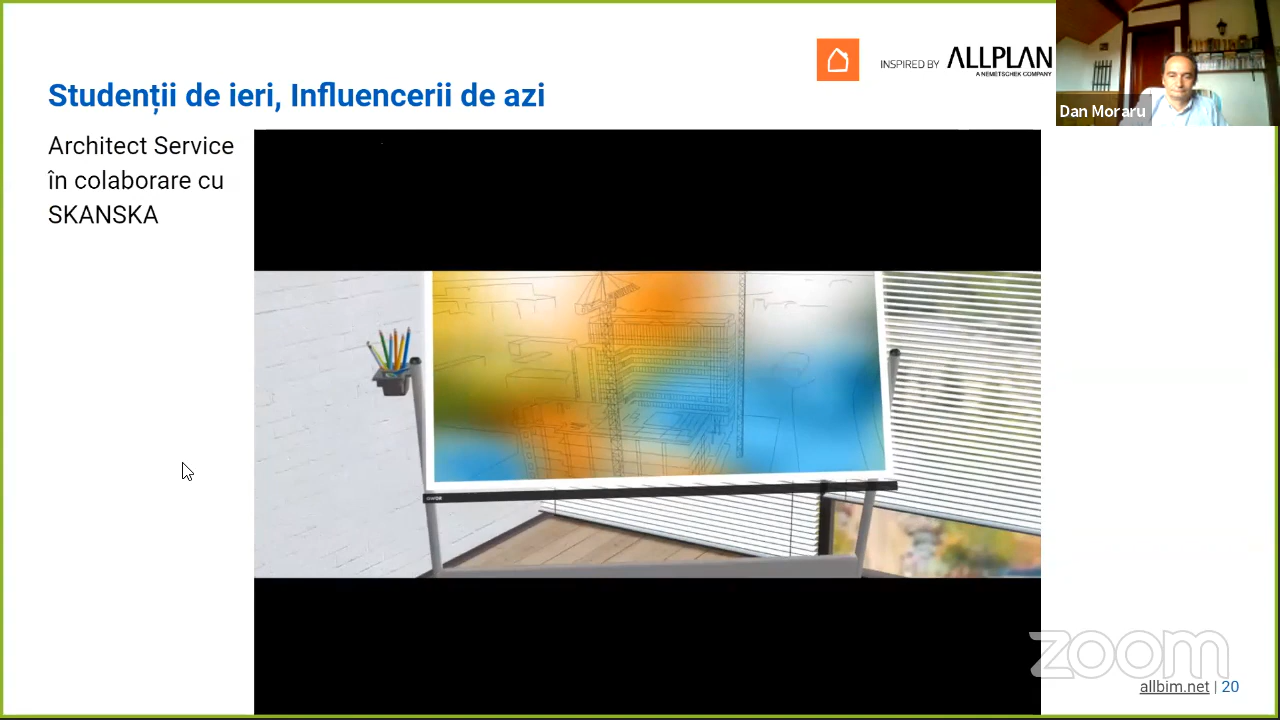 INSPIRED BY ALLPLAN
A NEMETSCHEK COMPANY
Studenții de ieri, Influencerii de azi
Dan Moraru
Architect Service
în colaborare cu
SKANSKA
zoom
allbim.net | 20